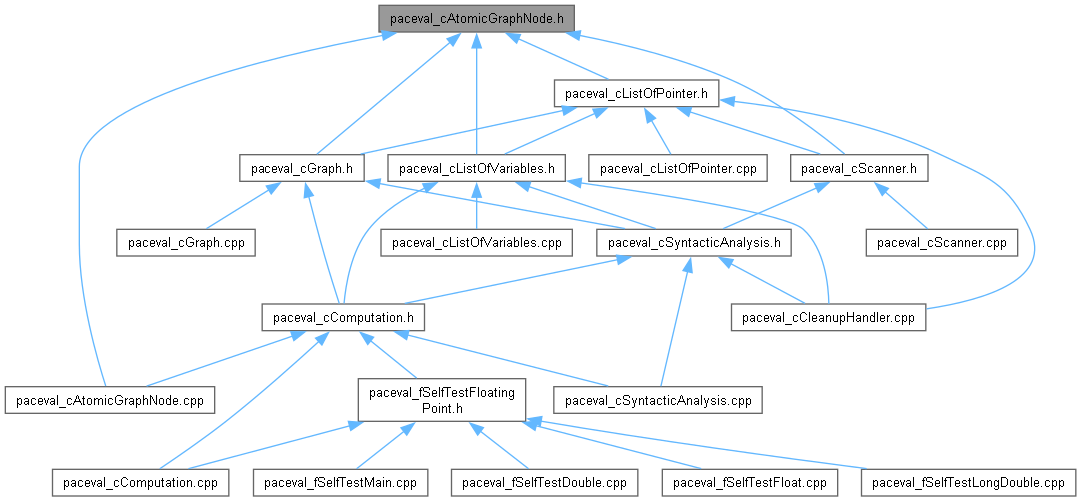 paceval_cAtomicGraphNode.h
paceval_cListOfPointer.h
paceval_cGraph.h
paceval_cListOfVariables.h
paceval_cListOfPointer.cpp
paceval_cScanner.h
paceval_cGraph.cpp
paceval_cListOfVariables.cpp
paceval_cSyntacticAnalysis.h
paceval_cScanner.cpp
paceval_cComputation.h
paceval_cCleanupHandler.cpp
paceval_cAtomicGraphNode.cpp
paceval_fSelfTestFloating
Point.h
paceval_cSyntacticAnalysis.cpp
paceval_cComputation.cpp
paceval_fSelfTestMain.cpp
paceval_fSelfTestDouble.cpp
paceval_fSelfTestFloat.cpp
paceval_fSelfTestLongDouble.cpp